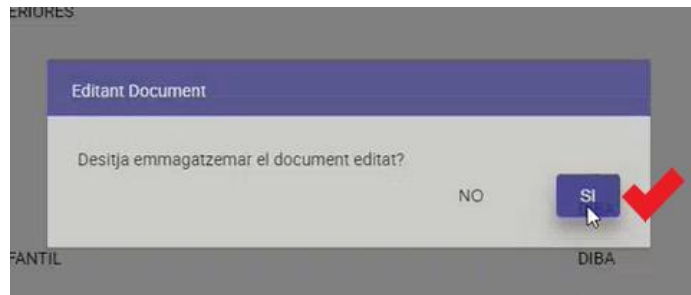 ERIORES
Editant Document
Desitja emmagatzemar el document editat?
NO SI
FANTIL DIBA